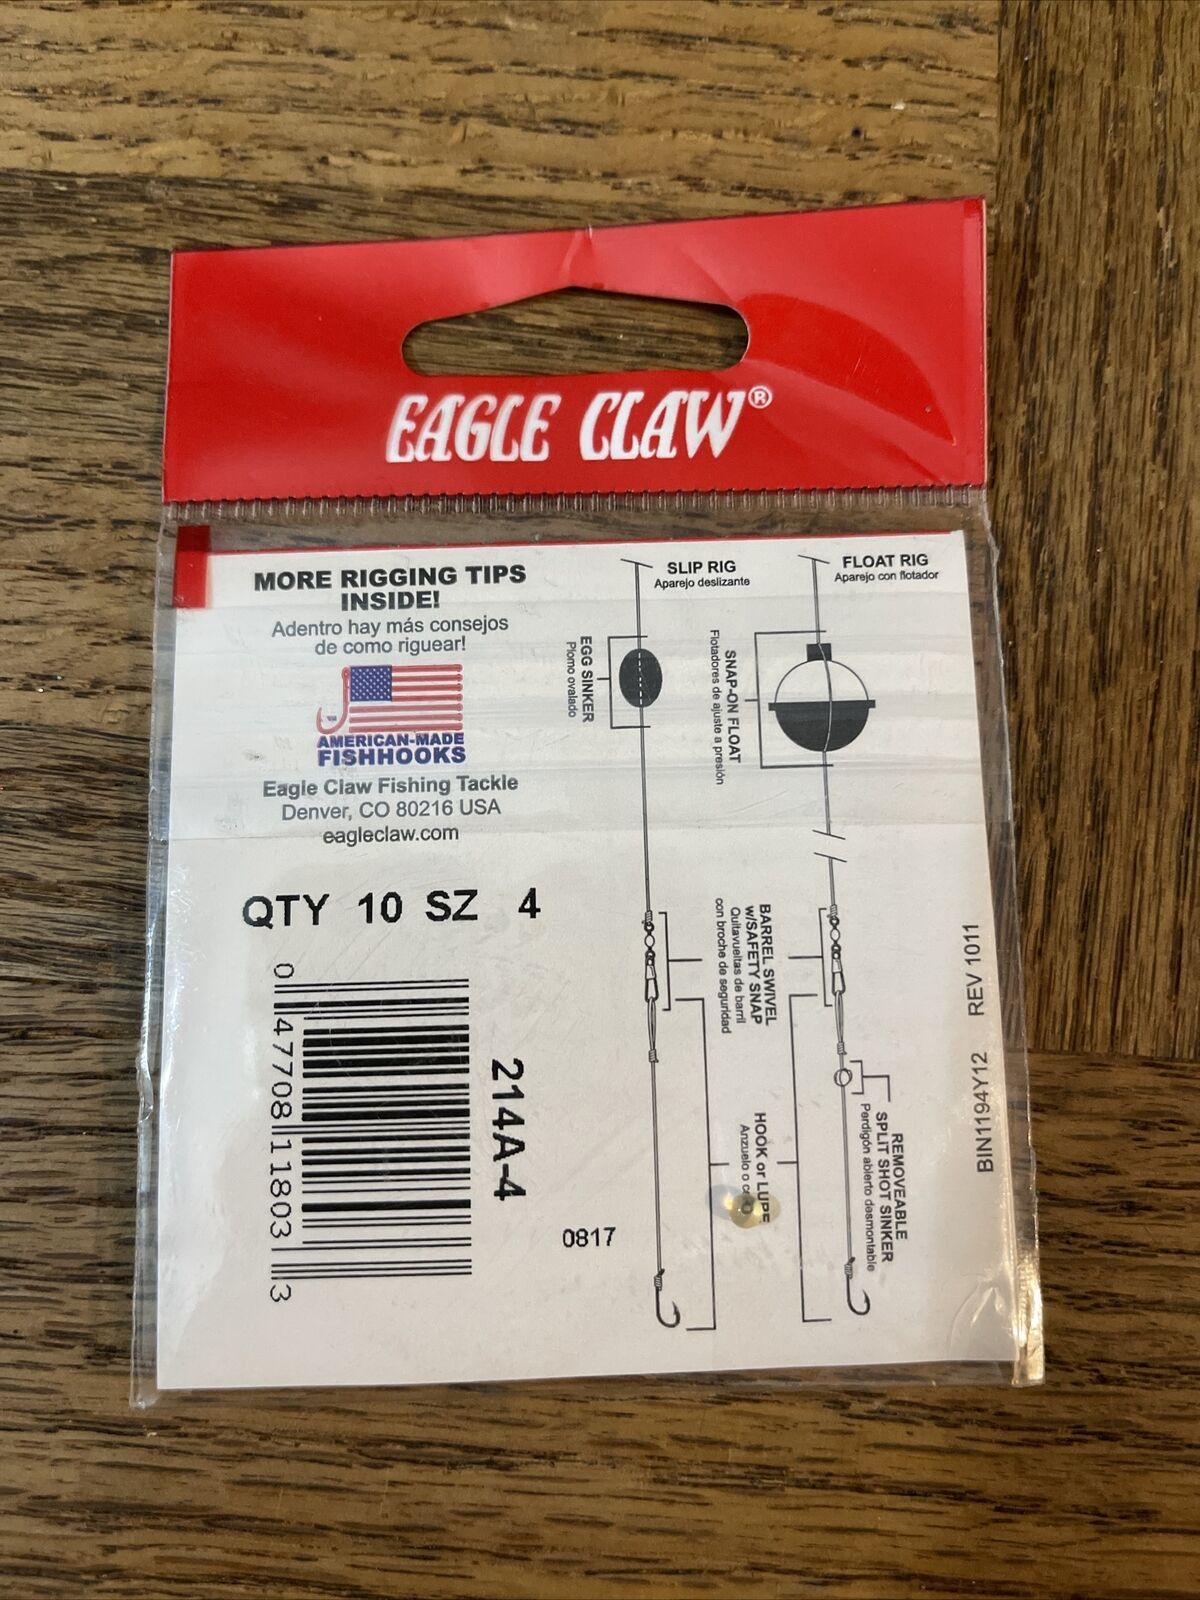 EAGLE CLAW®
MORE RIGGING TIPS
INSIDE!
Adentro hay más consejos
de como riguear!
AMERICAN-MADE
FISHHOOKS
Eagle Claw Fishing Tackle
Denver, CO 80216 USA
eagleclaw.com
QTY 10 SZ 4
0 47708 11803 3
214A-4
0817
SLIP RIG
Aparejo deslizante
EGG SINKER
Plomo ovalado
FLOAT RIG
Aparejo con flotador
SNAP-ON FLOAT
Flotadores de ajuste a presión
BARREL SWIVEL
w/SAFETY SNAP
Quitavueltas de barril
con broche de seguridad
HOOK or LURE
Anzuelo o
REMOVEABLE
SPLIT SHOT SINKER
Perdigón abierto desmontable
BIN1194Y12 REV 1011